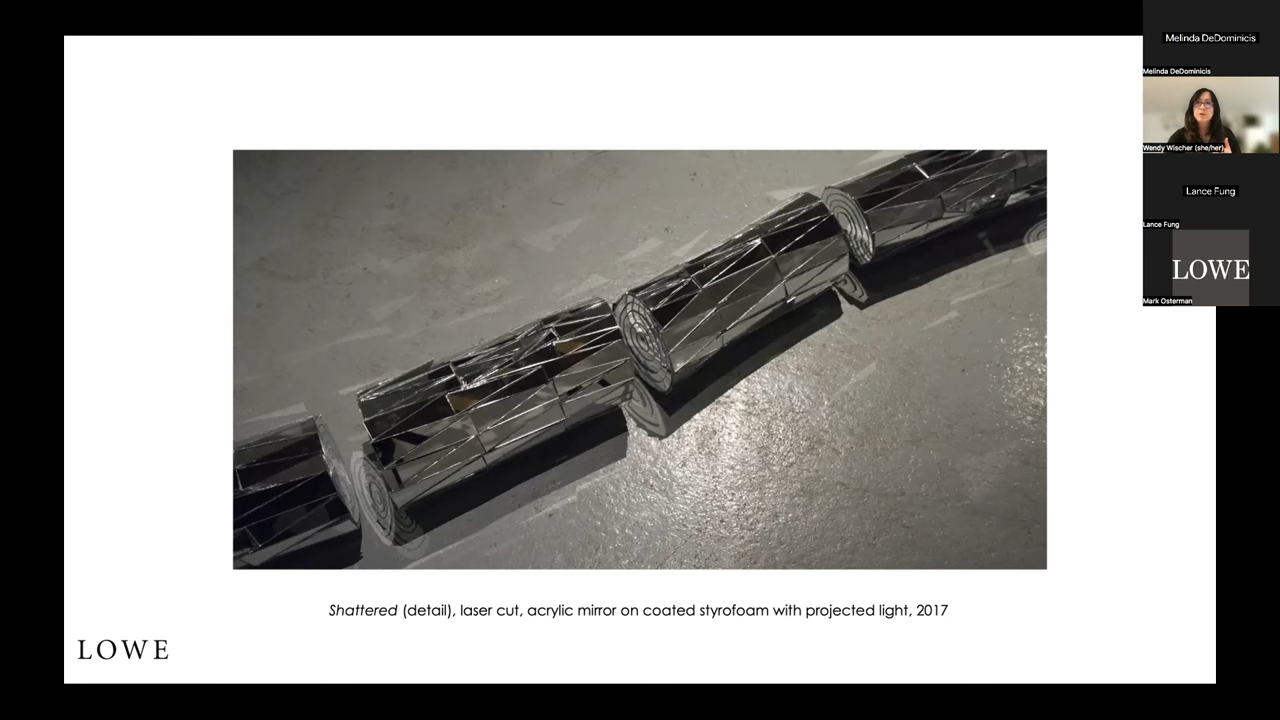 Shattered (detail), laser cut, acrylic mirror on coated styrofoam with projected light, 2017
LOWE
Melinda DeDominicis
Melinda DeDominicis
Wendy Wischer (she/her)
Lance Fung
Lance Fung
LOWE
Mark Osterman